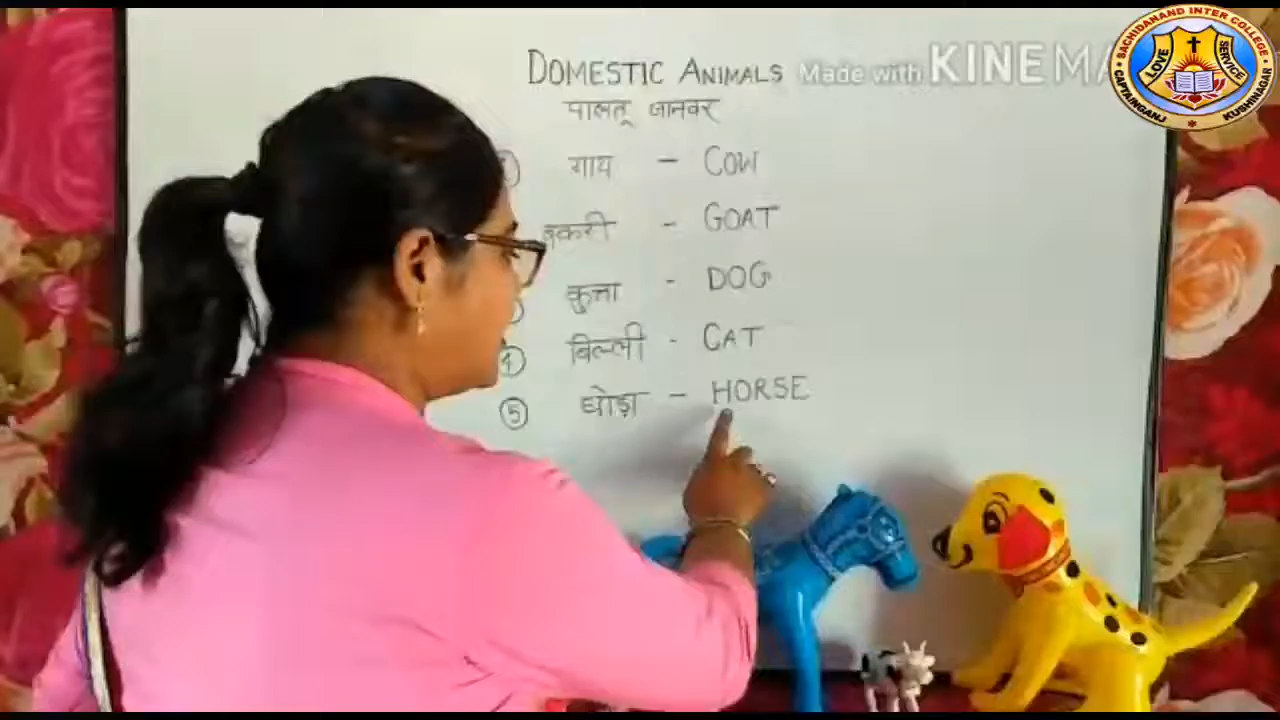 DOMESTIC ANIMALS
पालतू जानवर
गाय - COW
बकरी - GOAT
कुत्ता - DOG
4 बिल्ली - CAT
5 घोड़ा - HORSE
Made with KINEMA
SACHIDANAND INTER COLLEGE
LOVE SERVICE
CAPTAINGANJ KUSHINAGAR